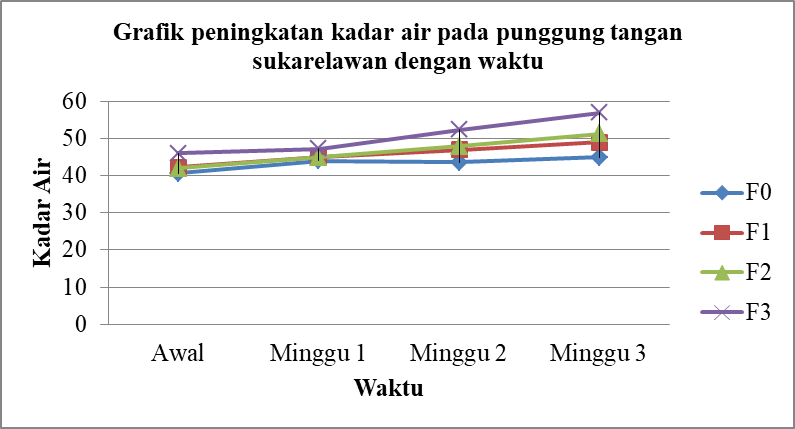 Grafik peningkatan kadar air pada punggung tangan
sukarelawan dengan waktu
60
50
40
30
20
10
0
Kadar Air
Awal
Minggu 1
Minggu 2
Minggu 3
Waktu
F0
F1
F2
F3